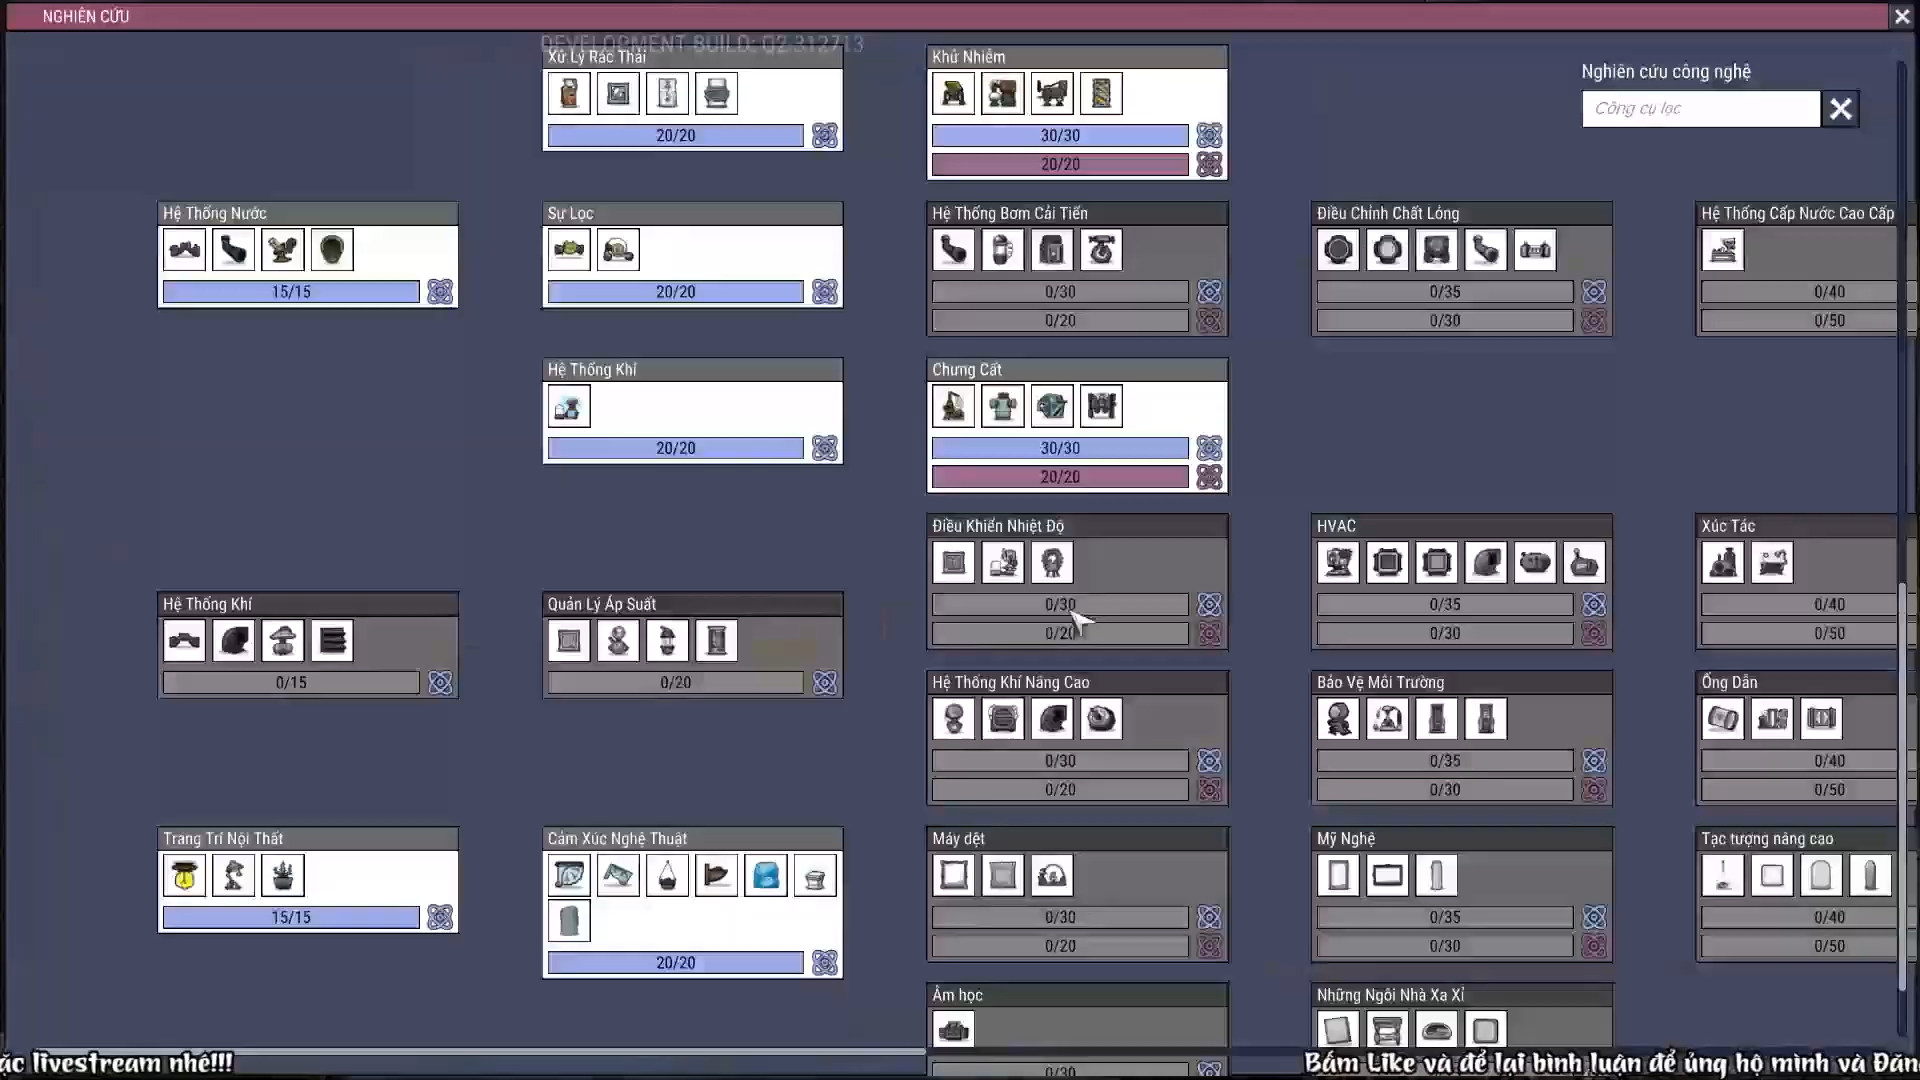 NGHIÊN CỨU
DEVELOPMENT BUILD: Q2-312713
Xử Lý Rác Thải
20/20
Khử Nhiễm
30/30
20/20
Nghiên cứu công nghệ
Công cụ lọc
Hệ Thống Nước
15/15
Sự Lọc
20/20
Hệ Thống Bơm Cải Tiến
0/30
0/20
Điều Chỉnh Chất Lỏng
0/35
0/30
Hệ Thống Cấp Nước Cao Cấp
0/40
0/50
Hệ Thống Khí
20/20
Chưng Cất
30/30
20/20
Điều Khiển Nhiệt Độ
0/30
0/20
HVAC
0/35
0/30
Xúc Tác
0/40
0/50
Hệ Thống Khí
0/15
Quản Lý Áp Suất
0/20
Hệ Thống Khí Nâng Cao
0/30
0/20
Bảo Vệ Môi Trường
0/35
0/30
Ống Dẫn
0/40
0/50
Trang Trí Nội Thất
15/15
Cảm Xúc Nghệ Thuật
20/20
Máy dệt
0/30
0/20
Mỹ Nghệ
0/35
0/30
Tạc tượng nâng cao
0/40
0/50
Âm học
0/30
Những Ngôi Nhà Xa Xỉ
ặc livestream nhé!!!
Bấm Like và để lại bình luận để ủng hộ mình và Đăn